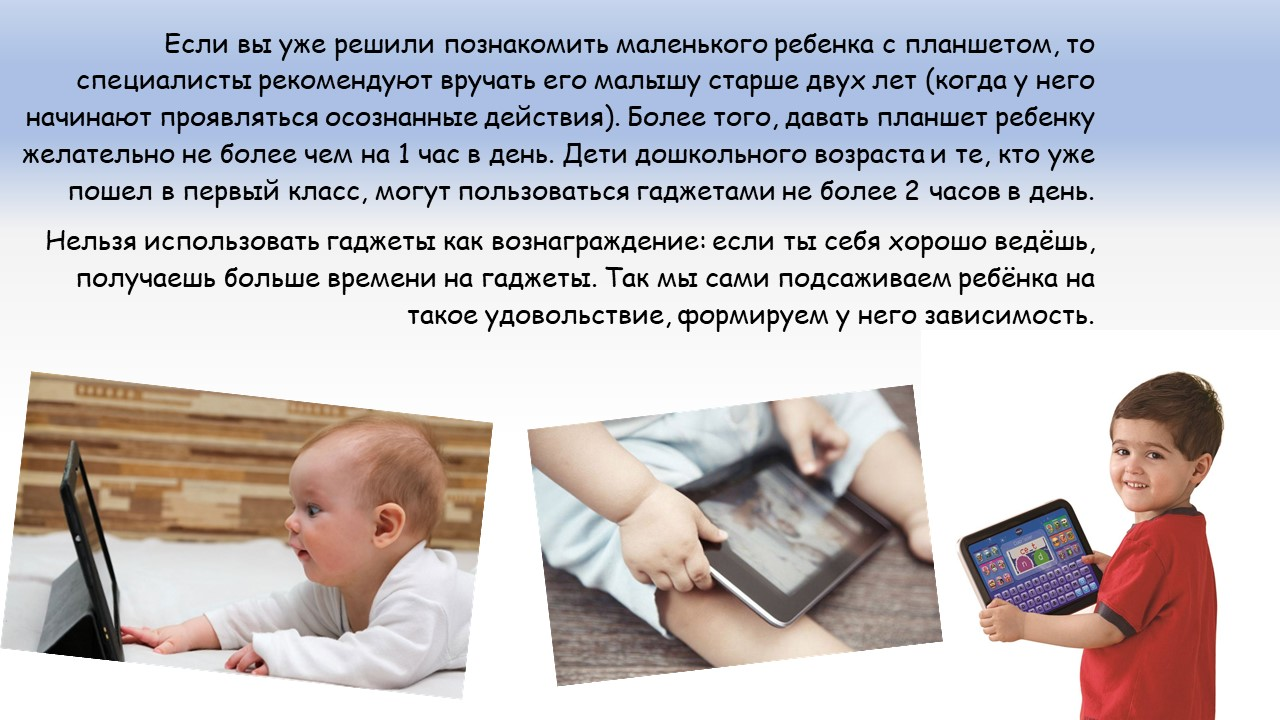 Если вы уже решили познакомить маленького ребенка с планшетом, то
специалисты рекомендуют вручать его малышу старше двух лет (когда у него
начинают проявляться осознанные действия). Более того, давать планшет ребенку
желательно не более чем на 1 час в день. Дети дошкольного возраста и те, кто уже
пошел в первый класс, могут пользоваться гаджетами не более 2 часов в день.
Нельзя использовать гаджеты как вознаграждение: если ты себя хорошо ведёшь,
получаешь больше времени на гаджеты. Так мы сами подсаживаем ребёнка на
такое удовольствие, формируем у него зависимость.